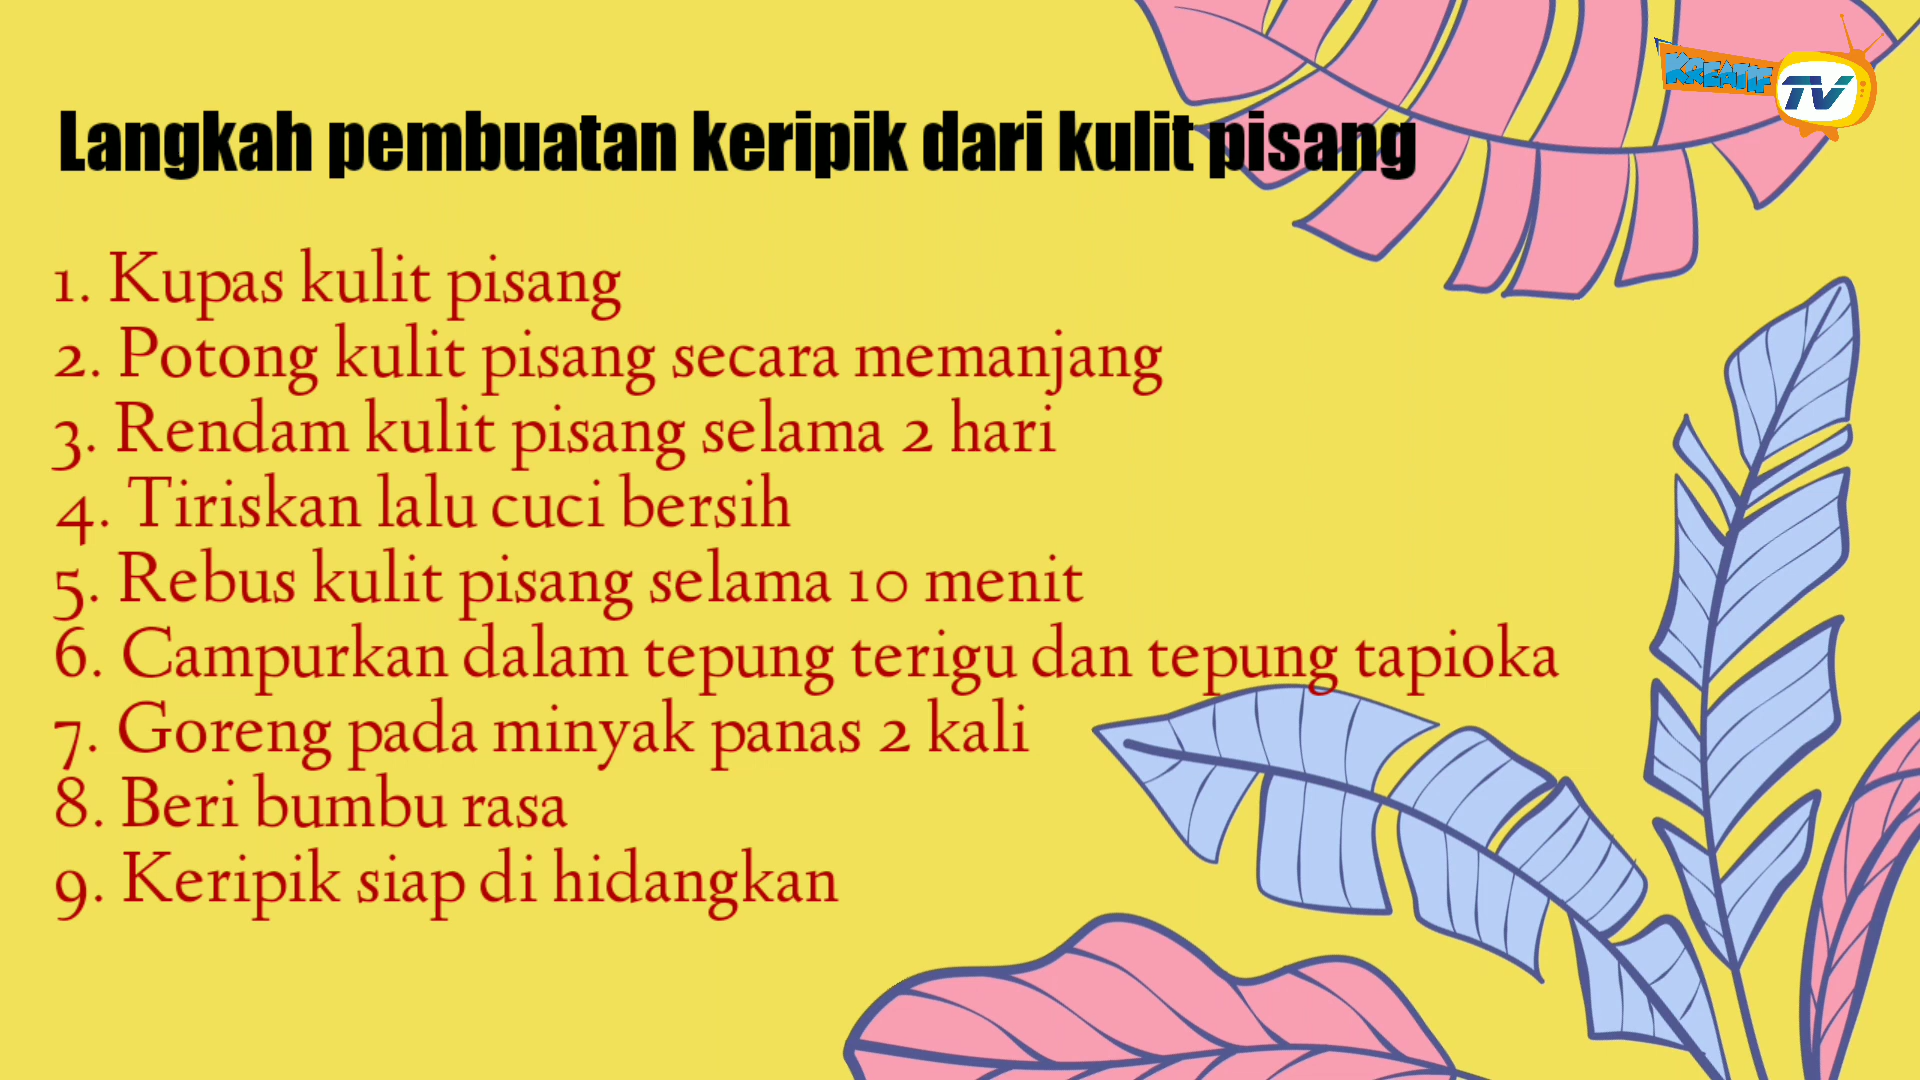 KREATIF TV
Langkah pembuatan keripik dari kulit pisang
1. Kupas kulit pisang
2. Potong kulit pisang secara memanjang
3. Rendam kulit pisang selama 2 hari
4. Tiriskan lalu cuci bersih
5. Rebus kulit pisang selama 10 menit
6. Campurkan dalam tepung terigu dan tepung tapioka
7. Goreng pada minyak panas 2 kali
8. Beri bumbu rasa
9. Keripik siap di hidangkan